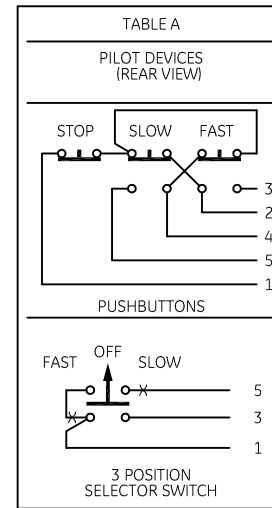 TABLE A
PILOT DEVICES
(REAR VIEW)
STOP SLOW FAST
3
2
4
5
1
PUSHBUTTONS
FAST OFF SLOW
5
3
1
3 POSITION
SELECTOR SWITCH